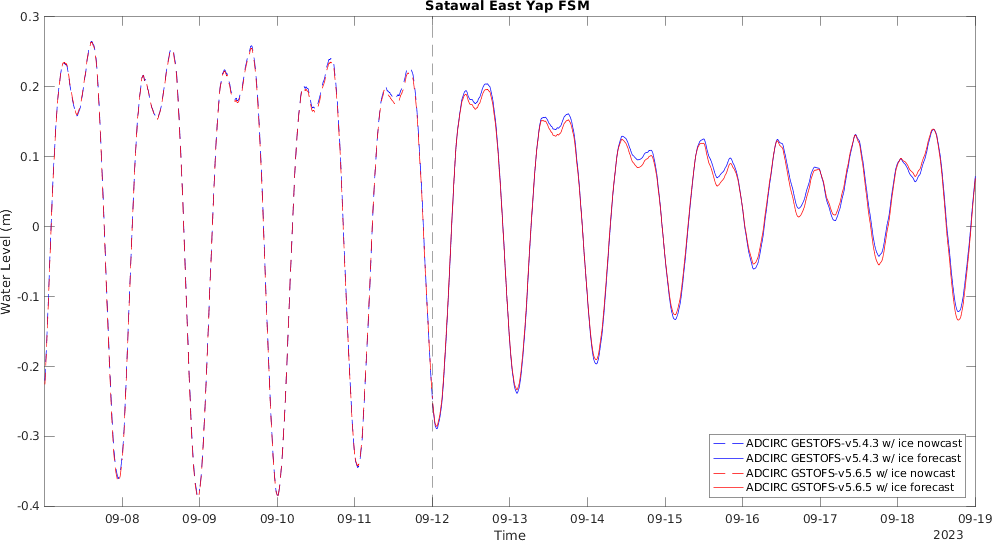 Satawal East Yap FSM
0.3
0.2
0.1
0
-0.1
-0.2
-0.3
-0.4
Water Level (m)
ADCIRC GESTOFS-v5.4.3 w/ ice nowcast
ADCIRC GESTOFS-v5.4.3 w/ ice forecast
ADCIRC GSTOFS-v5.6.5 w/ ice nowcast
ADCIRC GSTOFS-v5.6.5 w/ ice forecast
09-08 09-09 09-10 09-11 09-12 09-13 09-14 09-15 09-16 09-17 09-18 09-19
Time
2023